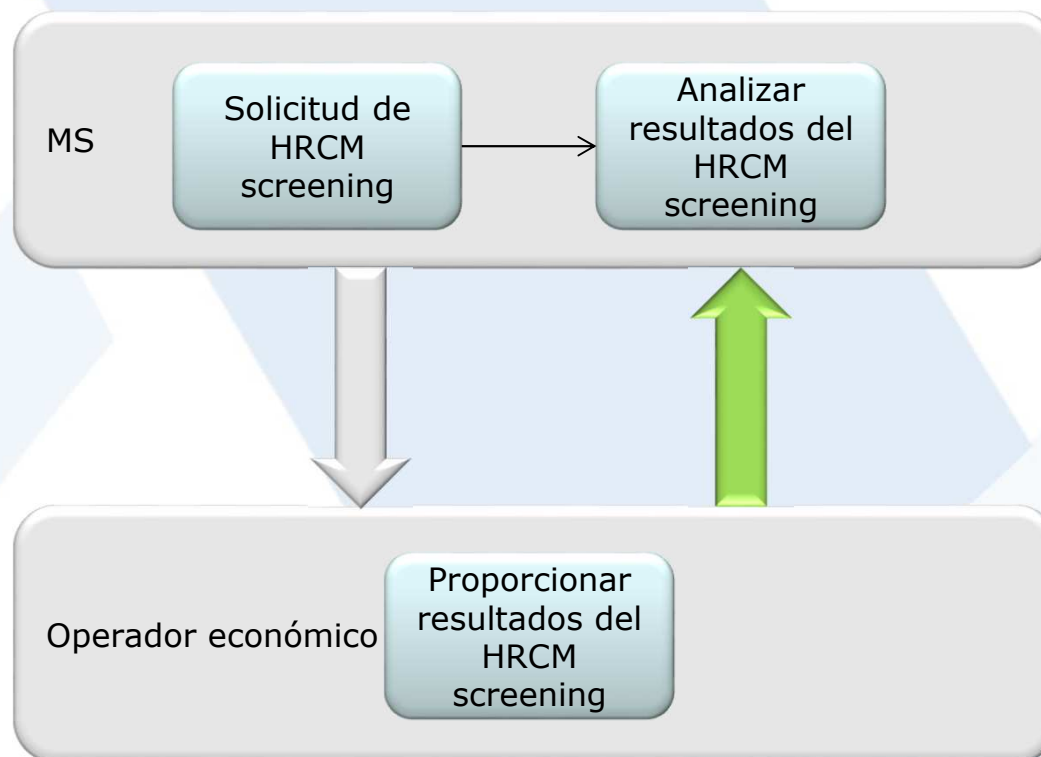 MS
Solicitud de
HRCM
screening
Analizar
resultados del
HRCM
screening
Operador económico
Proporcionar
resultados del
HRCM
screening